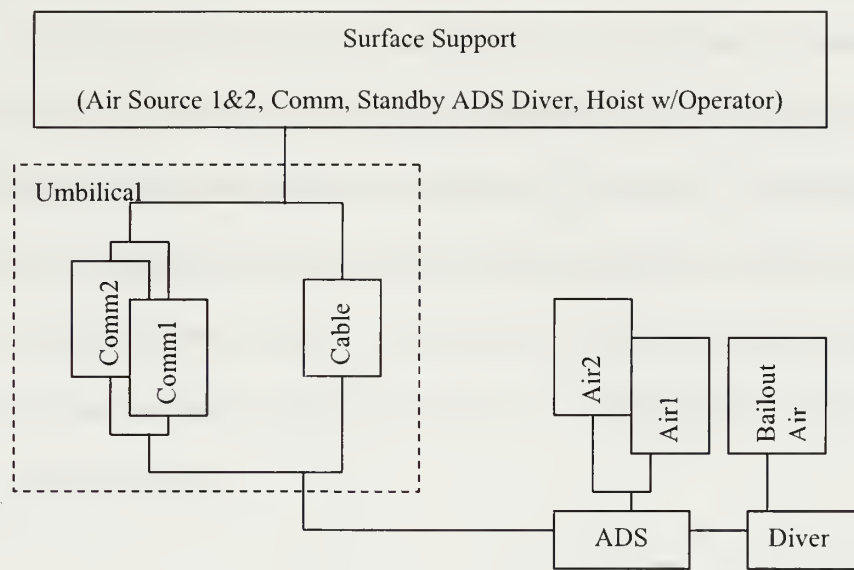 Surface Support
(Air Source 1&2, Comm, Standby ADS Diver, Hoist w/Operator)
Umbilical
Comm2
Comm1
Cable
Air2
Air1
Bailout
Air
ADS
Diver